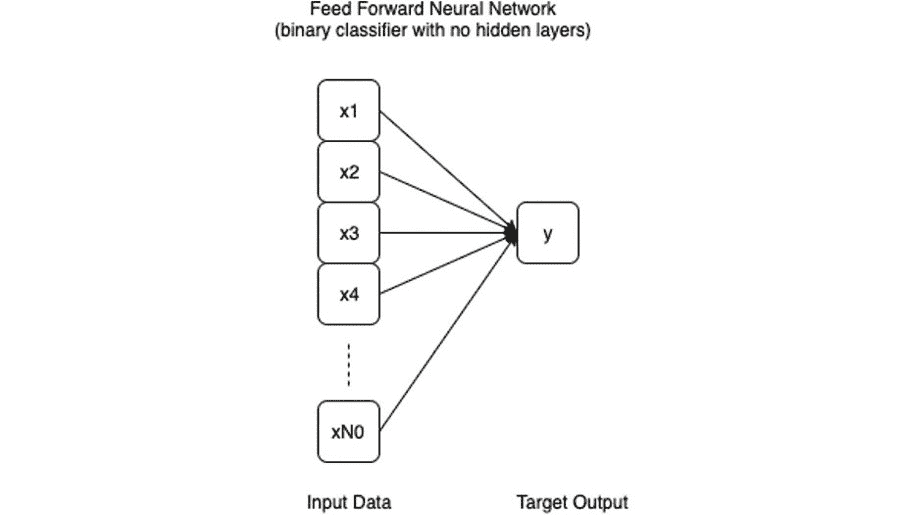 Feed Forward Neural Network
(binary classifier with no hidden layers)
x1
x2
x3
y
x4
xN0
Input Data
Target Output